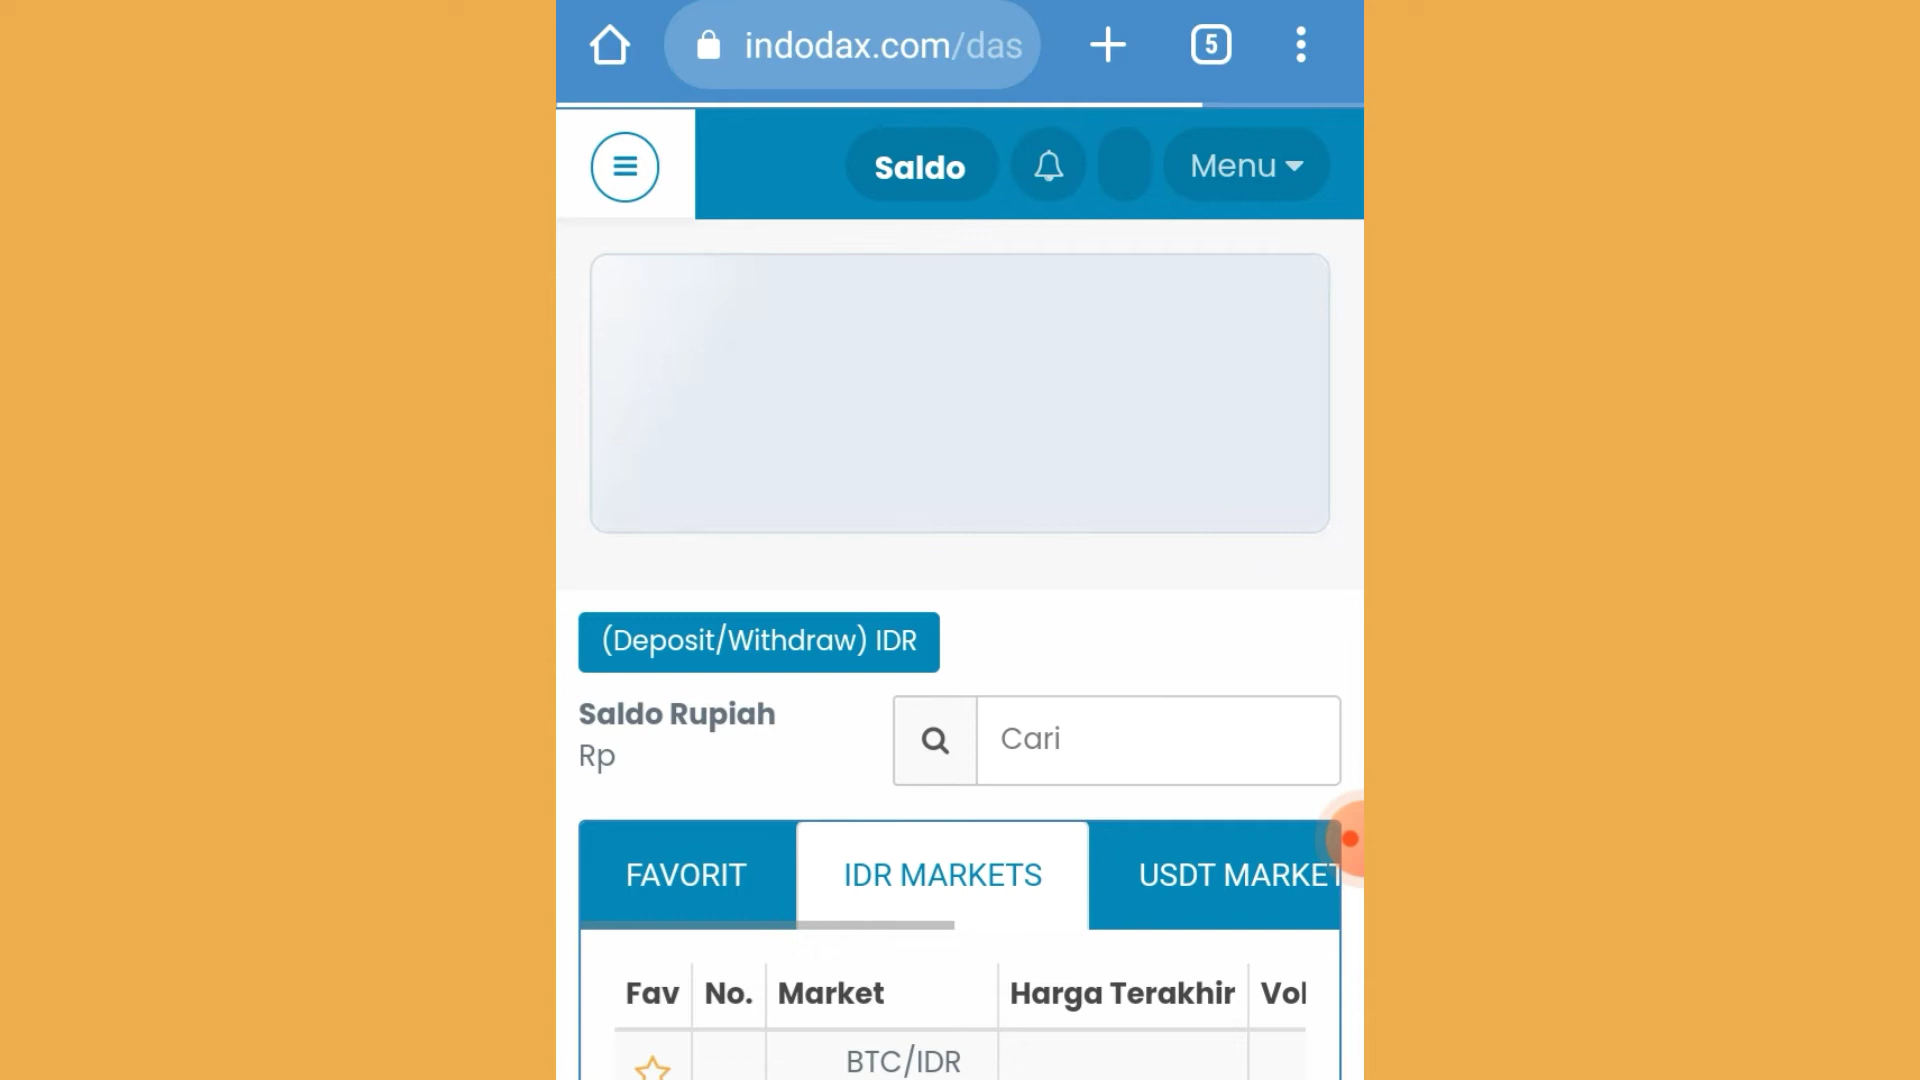 indodax.com/das
5
Saldo
Menu
(Deposit/Withdraw) IDR
Saldo Rupiah
Rp
Cari
FAVORIT
IDR MARKETS
USDT MARKET
Fav
No.
Market
Harga Terakhir
Vol
BTC/IDR